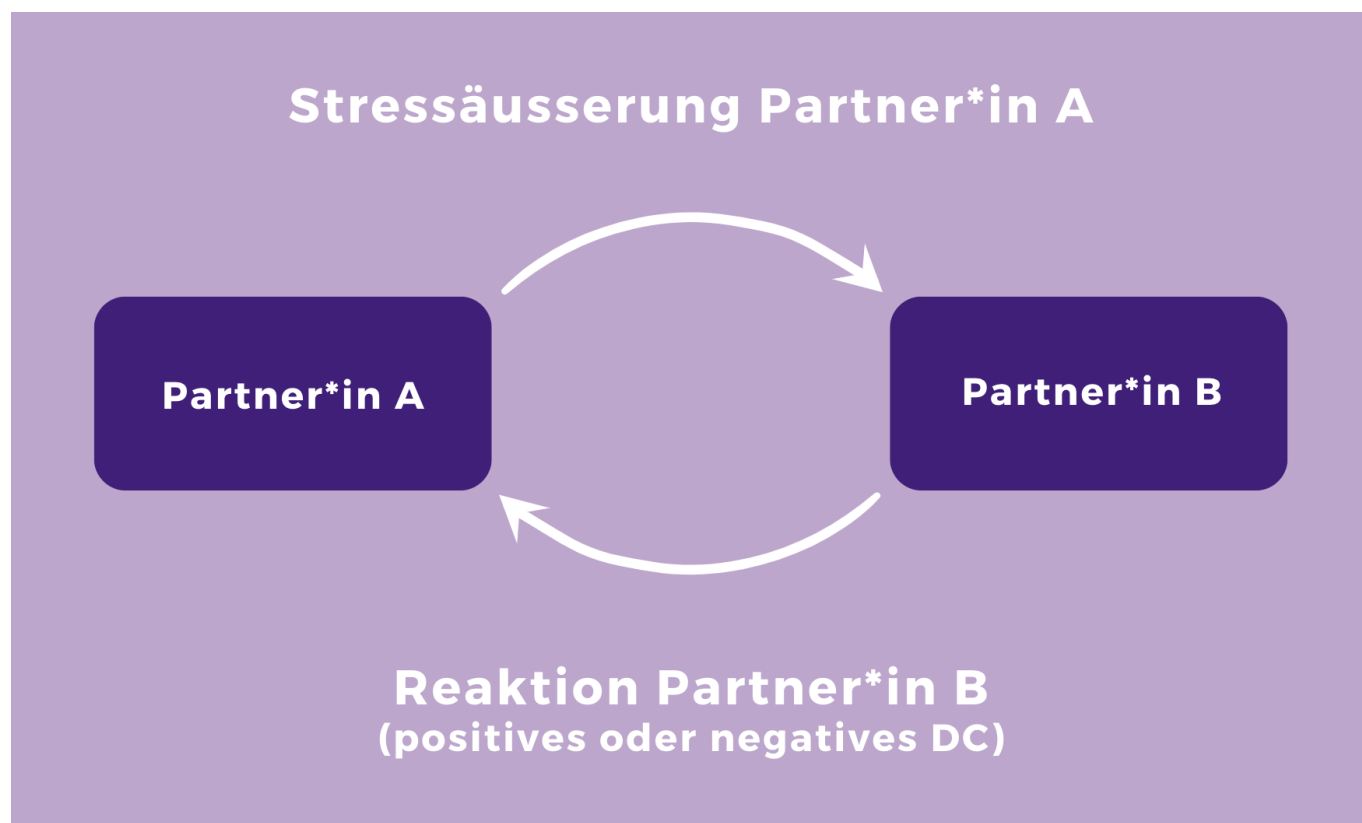 Stressäusserung Partner*in A
Partner*in A
Partner*in B
Reaktion Partner*in B
(positives oder negatives DC)